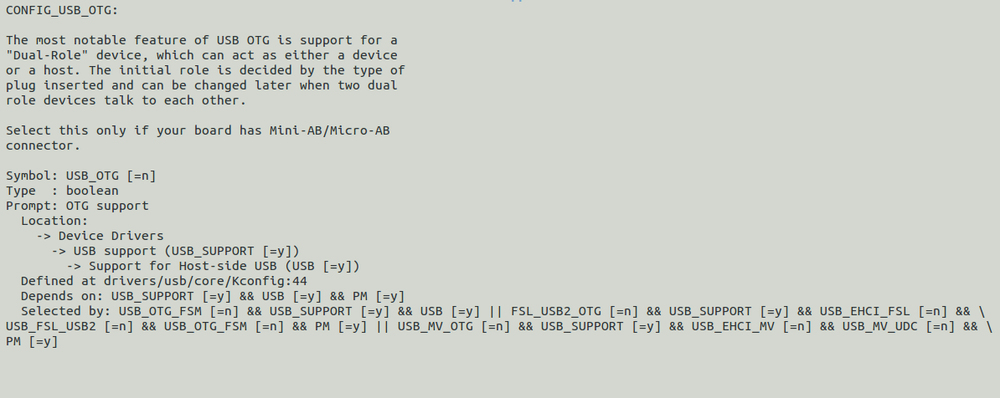 CONFIG_USB_OTG:
The most notable feature of USB OTG is support for a
"Dual-Role" device, which can act as either a device
or a host. The initial role is decided by the type of
plug inserted and can be changed later when two dual
role devices talk to each other.
Select this only if your board has Mini-AB/Micro-AB
connector.
Symbol: USB_OTG [=n]
Type  : boolean
Prompt: OTG support
  Location:
    -> Device Drivers
      -> USB support (USB_SUPPORT [=y])
        -> Support for Host-side USB (USB [=y])
  Defined at drivers/usb/core/Kconfig:44
  Depends on: USB_SUPPORT [=y] && USB [=y] && PM [=y]
  Selected by: USB_OTG_FSM [=n] && USB_SUPPORT [=y] && USB [=y] || FSL_USB2_OTG [=n] && USB_SUPPORT [=y] && USB_EHCI_FSL [=n] && \
USB_FSL_USB2 [=n] && USB_OTG_FSM [=n] && PM [=y] || USB_MV_OTG [=n] && USB_SUPPORT [=y] && USB_EHCI_MV [=n] && USB_MV_UDC [=n] && \
PM [=y]